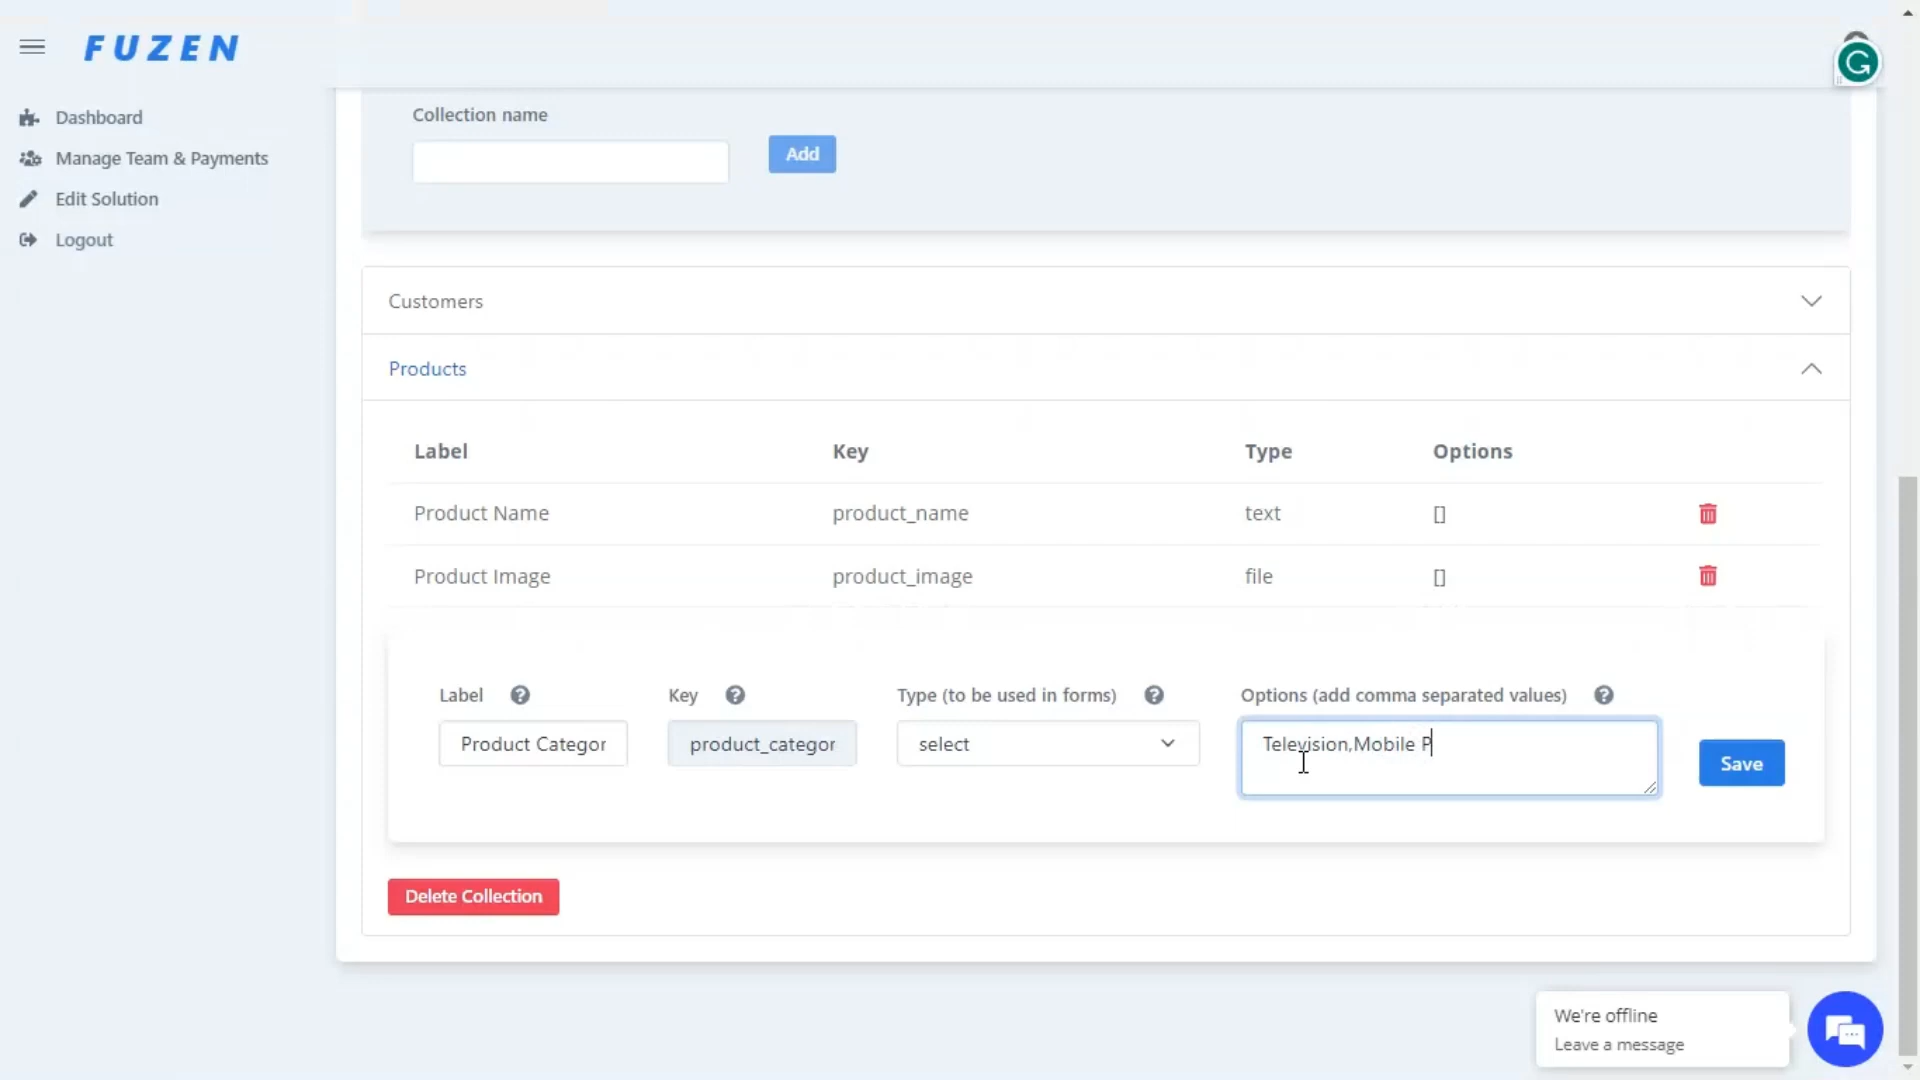 FUZEN
Dashboard
Manage Team & Payments
Edit Solution
Logout
Collection name
Add
Customers
Products
Label Key Type Options
Product Name product_name text []
Product Image product_image file []
Label Key Type (to be used in forms) Options (add comma separated values)
Product Categor product_categor select Television,Mobile P
Save
Delete Collection
We're offline
Leave a message